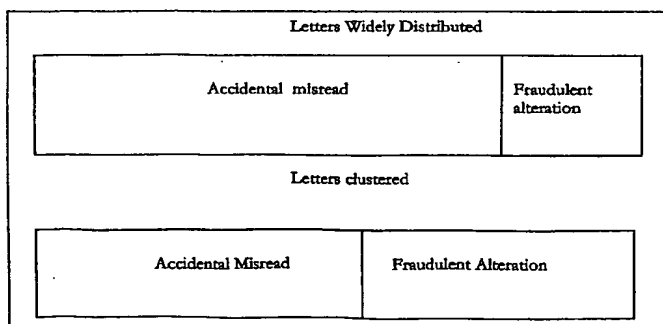 Letters Widely Distributed
Accidental misread
Fraudulent
alteration
Letters clustered
Accidental Misread
Fraudulent Alteration